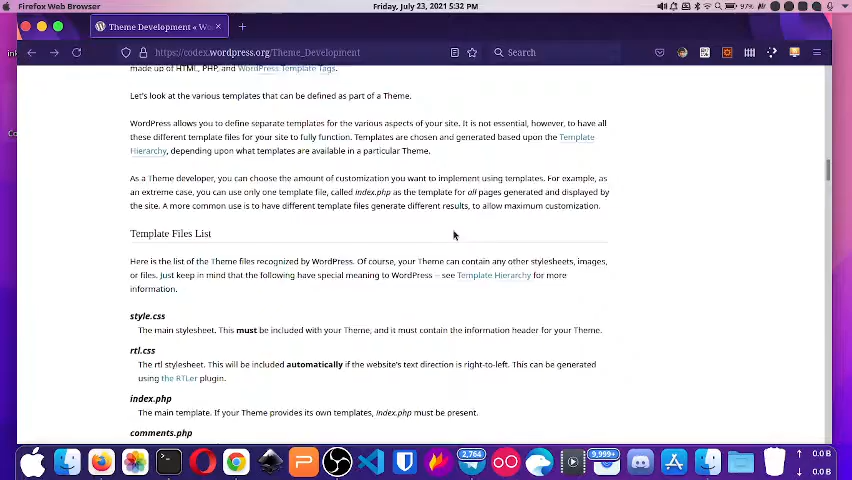 Firefox Web Browser
Friday, July 23, 2021 5:32 PM
97%
Theme Development « Wo
https://codex.wordpress.org/Theme_Development
Search
made up of HTML, PHP, and WordPress Template Tags.
Let's look at the various templates that can be defined as part of a Theme.
WordPress allows you to define separate templates for the various aspects of your site. It is not essential, however, to have all
these different template files for your site to fully function. Templates are chosen and generated based upon the Template
Hierarchy, depending upon what templates are available in a particular Theme.
As a Theme developer, you can choose the amount of customization you want to implement using templates. For example, as
an extreme case, you can use only one template file, called index.php as the template for all pages generated and displayed by
the site. A more common use is to have different template files generate different results, to allow maximum customization.
Template Files List
Here is the list of the Theme files recognized by WordPress. Of course, your Theme can contain any other stylesheets, images,
or files. Just keep in mind that the following have special meaning to WordPress -- see Template Hierarchy for more
information.
style.css
The main stylesheet. This must be included with your Theme, and it must contain the information header for your Theme.
rtl.css
The rtl stylesheet. This will be included automatically if the website's text direction is right-to-left. This can be generated
using the RTLer plugin.
index.php
The main template. If your Theme provides its own templates, index.php must be present.
comments.php
2,764
9,999+
0.0 B
0.0 B